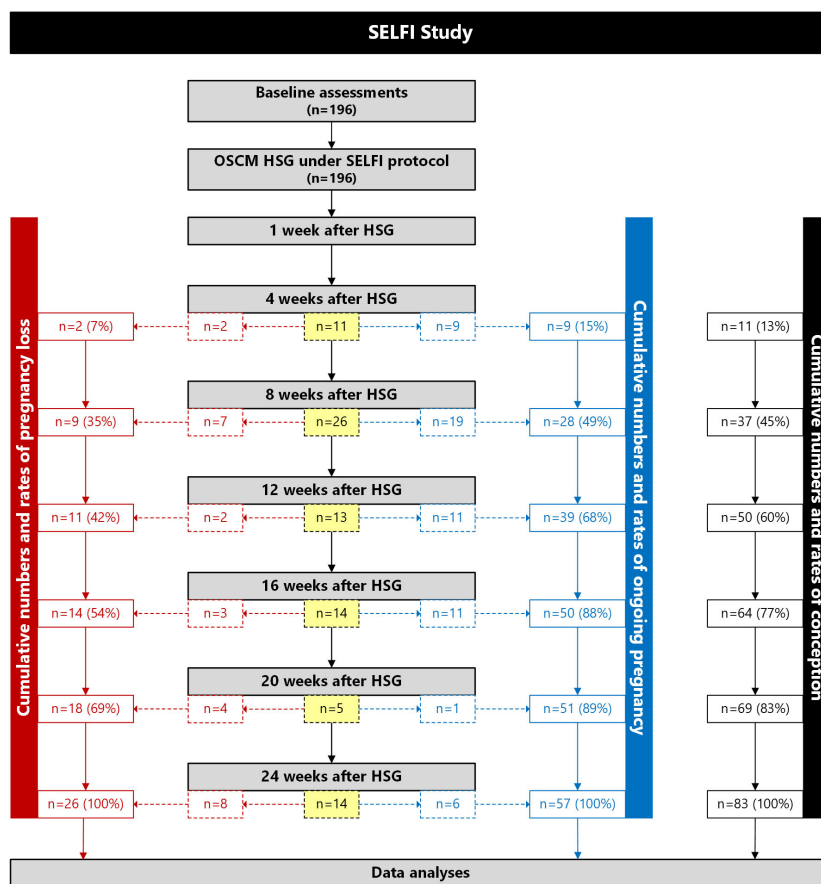 SELFI Study
Baseline assessments
(n=196)
OSCM HSG under SELFI protocol
(n=196)
1 week after HSG
4 weeks after HSG
n=2 (7%)
n=2
n=11
n=9
n=9 (15%)
n=11 (13%)
8 weeks after HSG
n=9 (35%)
n=7
n=26
n=19
n=28 (49%)
n=37 (45%)
12 weeks after HSG
n=11 (42%)
n=2
n=13
n=11
n=39 (68%)
n=50 (60%)
16 weeks after HSG
n=14 (54%)
n=3
n=14
n=11
n=50 (88%)
n=64 (77%)
20 weeks after HSG
n=18 (69%)
n=4
n=5
n=1
n=51 (89%)
n=69 (83%)
24 weeks after HSG
n=26 (100%)
n=8
n=14
n=6
n=57 (100%)
n=83 (100%)
Cumulative numbers and rates of pregnancy loss
Cumulative numbers and rates of ongoing pregnancy
Cumulative numbers and rates of conception
Data analyses